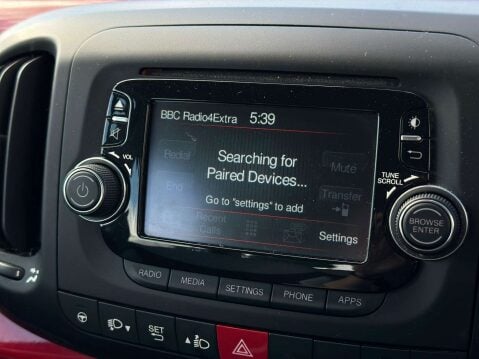 BBC Radio4Extra 5:39
Redial
Searching for
Paired Devices...
Mute
End
Go to "settings" to add
Transfer
Recent
Calls
Settings
VOL
TUNE
SCROLL
BROWSE
ENTER
RADIO
MEDIA
SETTINGS
PHONE
APPS
SET